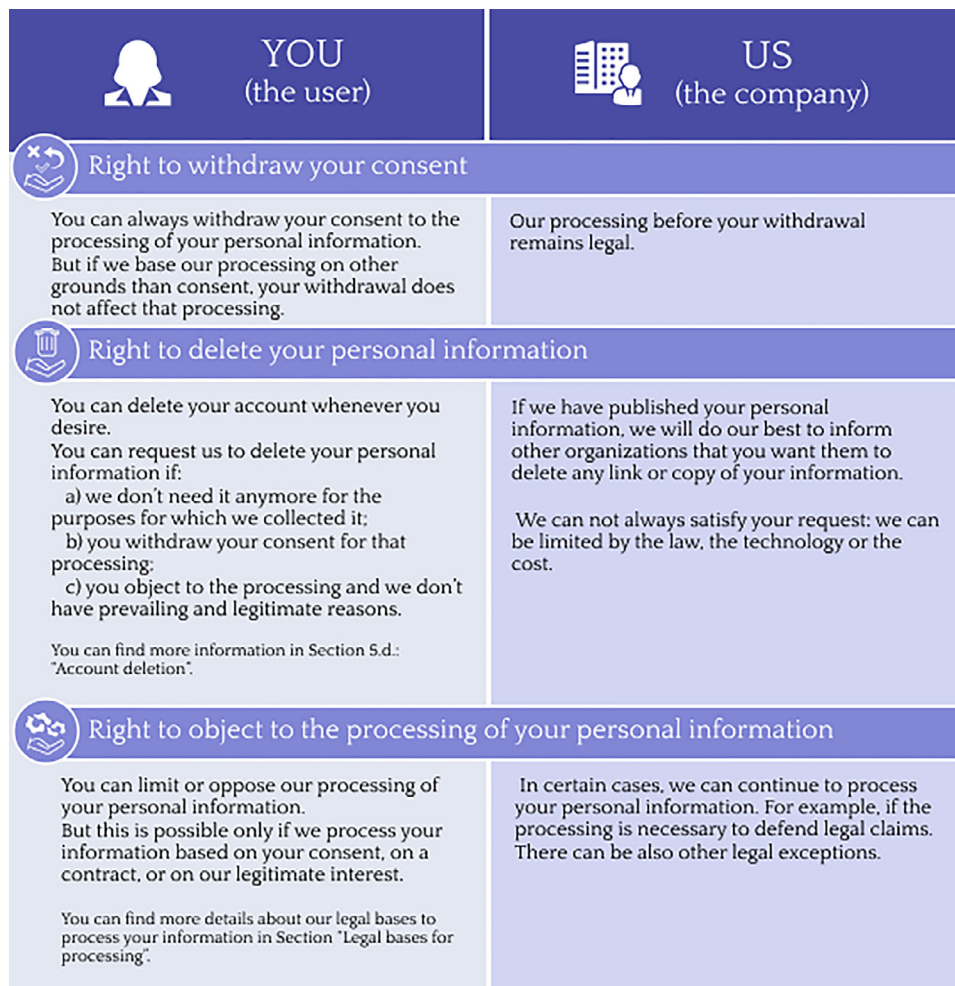 YOU
(the user)
US
(the company)
Right to withdraw your consent
You can always withdraw your consent to the
processing of your personal information.
But if we base our processing on other
grounds than consent, your withdrawal does
not affect that processing.
Our processing before your withdrawal
remains legal.
Right to delete your personal information
You can delete your account whenever you
desire.
You can request us to delete your personal
information if:
a) we don't need it anymore for the
purposes for which we collected it;
b) you withdraw your consent for that
processing;
c) you object to the processing and we don't
have prevailing and legitimate reasons.
You can find more information in Section 5.d.:
"Account deletion".
If we have published your personal
information, we will do our best to inform
other organizations that you want them to
delete any link or copy of your information.
We can not always satisfy your request: we can
be limited by the law, the technology or the
cost.
Right to object to the processing of your personal information
You can limit or oppose our processing of
your personal information.
But this is possible only if we process your
information based on your consent, on a
contract, or on our legitimate interest.
You can find more details about our legal bases to
process your information in Section "Legal bases for
processing".
In certain cases, we can continue to process
your personal information. For example, if the
processing is necessary to defend legal claims.
There can be also other legal exceptions.